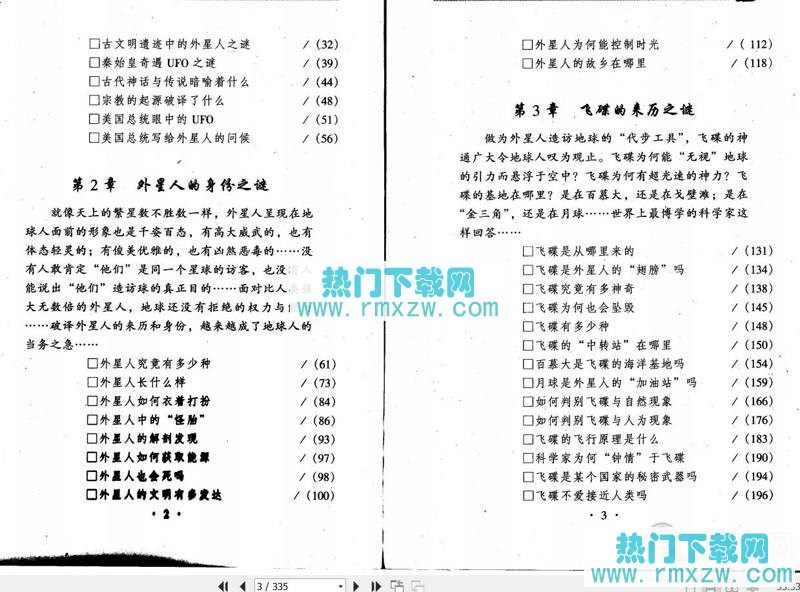 □古文明遗迹中的外星人之谜 / (32)
□秦始皇奇遇UFO之谜 / (39)
□古代神话与传说暗喻着什么 / (44)
□宗教的起源破译了什么 / (48)
□美国总统眼中的UFO / (51)
□美国总统写给外星人的问候 / (56)
第2章 外星人的身份之谜
就像天上的繁星数不胜数一样，外星人呈现在地
球人面前的形象也是千姿百态，有高大威武的，也有
体态轻灵的；有俊美优雅的，也有凶煞恶毒的……没
有人敢肯定“他们”是同一个星球的访客，也没有人
能说出“他们”造访球的真正目的……面对比人类强
大无数倍的外星人，地球还没有拒绝的权力与
……破译外星人的来历和身份，越来越成了地球人的
当务之急……
□外星人究竟有多少种 / (61)
□外星人长什么样 / (73)
□外星人如何衣着打扮 / (84)
□外星人中的“怪胎” / (86)
□外星人的解剖发现 / (93)
□外星人如何获取能源 / (97)
□外星人也会死吗 / (98)
□外星人的文明有多发达 / (100)
· 2 ·
□外星人为何能控制时光 / (112)
□外星人的故乡在哪里 / (118)
第3章 飞碟的来历之谜
做为外星人造访地球的“代步工具”，飞碟的神
通广大令地球人叹为观止。飞碟为何能“无视”地球
的引力而悬浮于空中？飞碟为何有超光速的神力？飞
碟的基地在哪里？是在百慕大，还是在戈壁滩；是在
“金三角”，还是在月球……世界上最博学的科学家这
样回答……
□飞碟是从哪里来的 / (131)
□飞碟是外星人的“翅膀”吗 / (134)
□飞碟究竟有多神奇 / (138)
□飞碟为何也会坠毁 / (145)
□飞碟有多少种 / (148)
□飞碟的“中转站”在哪里 / (150)
□百慕大是飞碟的海洋基地吗 / (154)
□月球是外星人的“加油站”吗 / (159)
□如何判别飞碟与自然现象 / (166)
□如何判别飞碟与人为现象 / (176)
□飞碟的飞行原理是什么 / (183)
□科学家为何“钟情”于飞碟 / (190)
□飞碟是某个国家的秘密武器吗 / (194)
□飞碟不爱接近人类吗 / (196)
· 3 ·
热门下载网
www.rmxzw.com
热门下载网
www.rmxzw.com
3 / 335